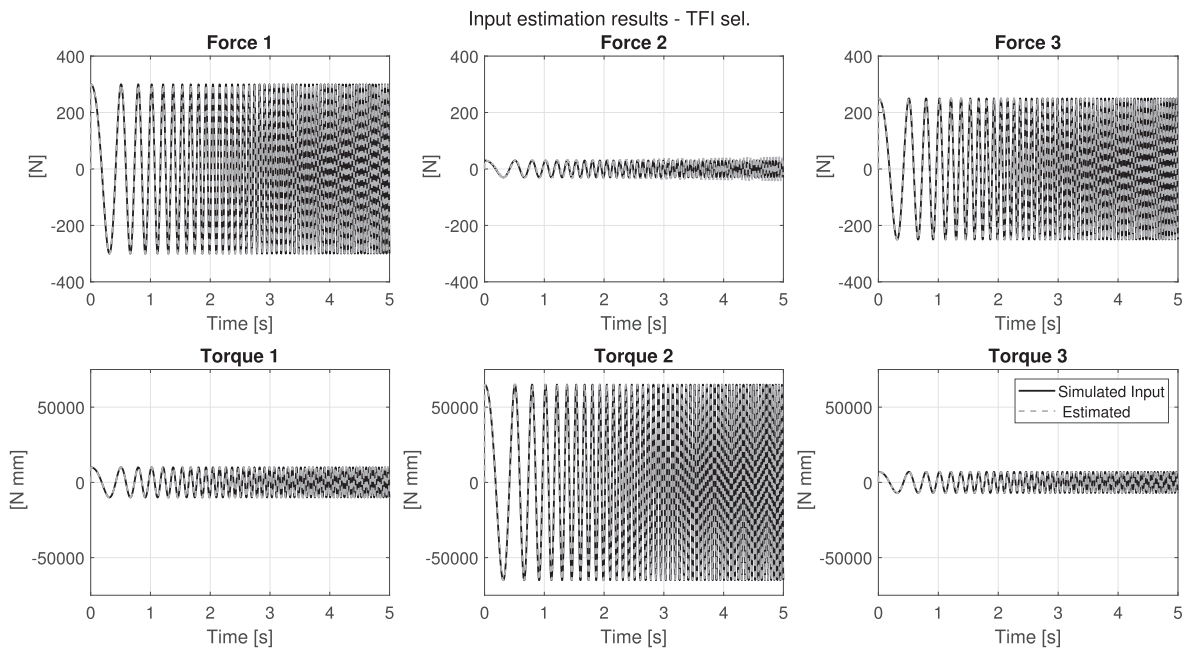 Input estimation results - TFI sel.
Force 1
Force 2
Force 3
400
200
0
-200
-400
[N]
0 1 2 3 4 5
Time [s]
400
200
0
-200
-400
[N]
0 1 2 3 4 5
Time [s]
400
200
0
-200
-400
[N]
0 1 2 3 4 5
Time [s]
Torque 1
Torque 2
Torque 3
50000
0
-50000
[N mm]
0 1 2 3 4 5
Time [s]
50000
0
-50000
[N mm]
0 1 2 3 4 5
Time [s]
Simulated Input
Estimated
50000
0
-50000
[N mm]
0 1 2 3 4 5
Time [s]